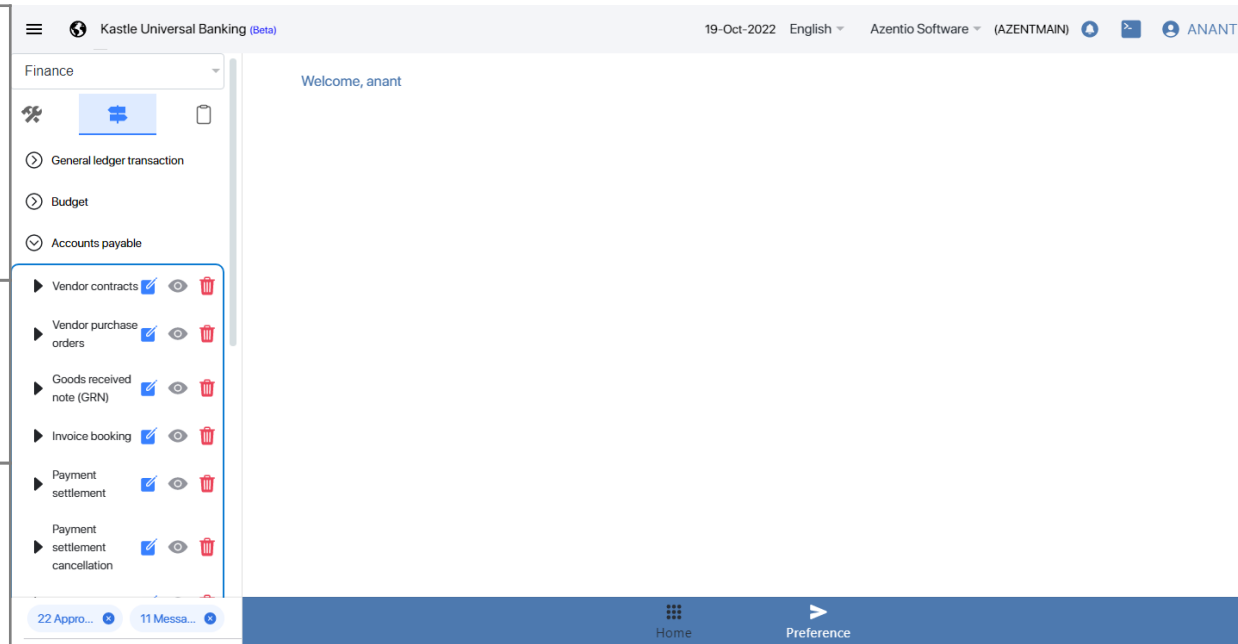 Kastle Universal Banking (Beta)
19-Oct-2022 English Azentio Software (AZENTMAIN) ANANT
Finance
Welcome, anant
General ledger transaction
Budget
Accounts payable
Vendor contracts
Vendor purchase
orders
Goods received
note (GRN)
Invoice booking
Payment
settlement
Payment
settlement
cancellation
22 Appro...
11 Messa...
Home
Preference